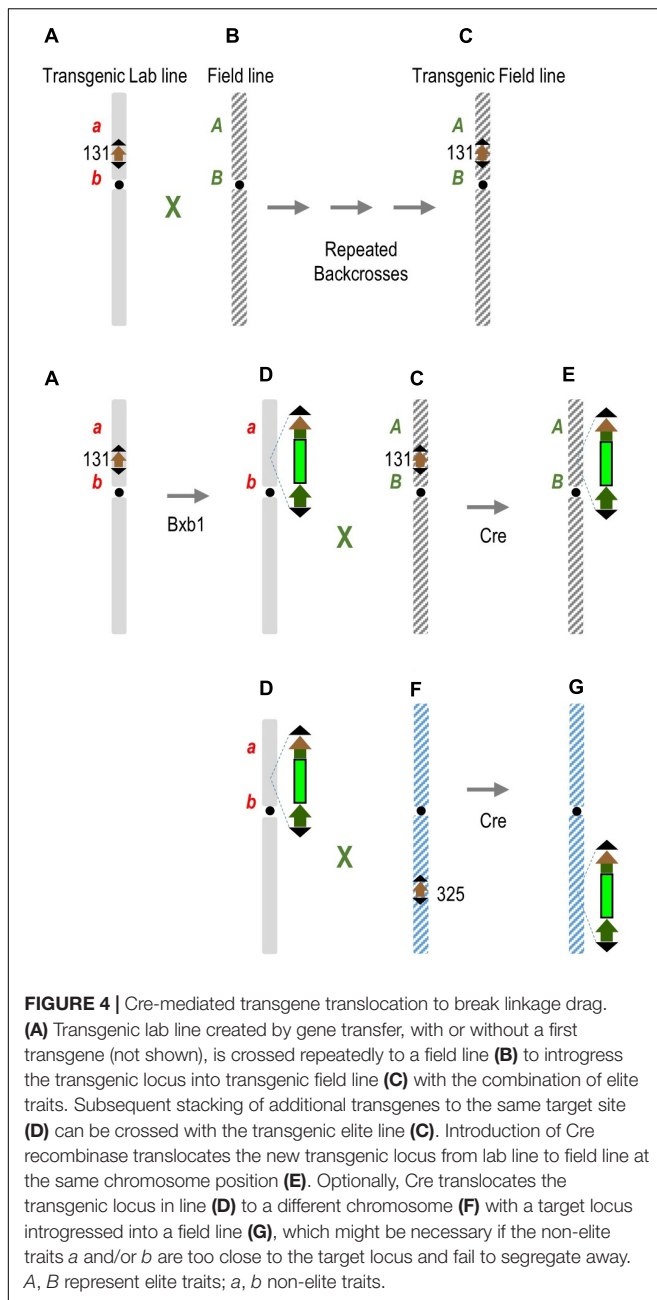 A B C
Transgenic Lab line Field line Transgenic Field line
a A A
131 131
b B B
X
Repeated
Backcrosses
A D C E
a a A A
131 131
b b B B
Bxb1 X Cre
D F G
a
b
Cre
X
325
FIGURE 4 | Cre-mediated transgene translocation to break linkage drag.
(A) Transgenic lab line created by gene transfer, with or without a first
transgene (not shown), is crossed repeatedly to a field line (B) to introgress
the transgenic locus into transgenic field line (C) with the combination of elite
traits. Subsequent stacking of additional transgenes to the same target site
(D) can be crossed with the transgenic elite line (C). Introduction of Cre
recombinase translocates the new transgenic locus from lab line to field line at
the same chromosome position (E). Optionally, Cre translocates the
transgenic locus in line (D) to a different chromosome (F) with a target locus
introgressed into a field line (G), which might be necessary if the non-elite
traits a and/or b are too close to the target locus and fail to segregate away.
A, B represent elite traits; a, b non-elite traits.